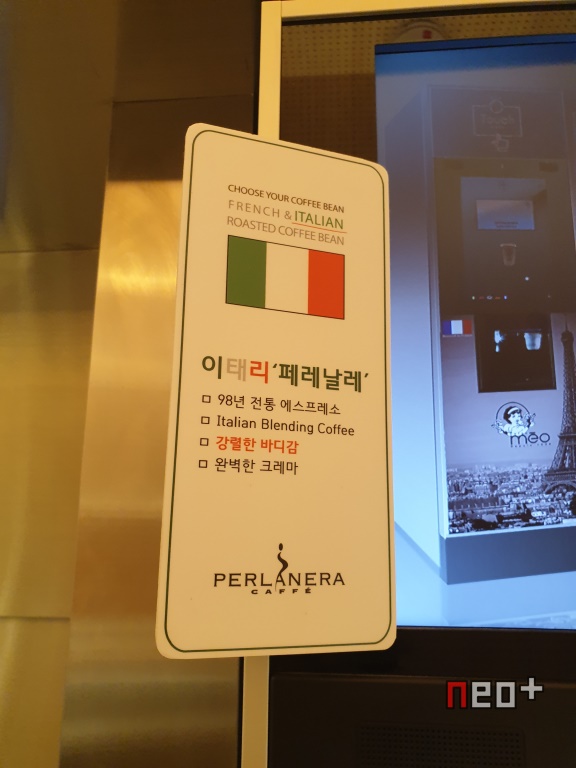 CHOOSE YOUR COFFEE BEAN
FRENCH & ITALIAN
ROASTED COFFEE BEAN
이태리 '페레날레'
98년 전통 에스프레소
Italian Blending Coffee
강렬한 바디감
완벽한 크레마
PERLANERA
CAFFÈ
Touch
méo
neo+